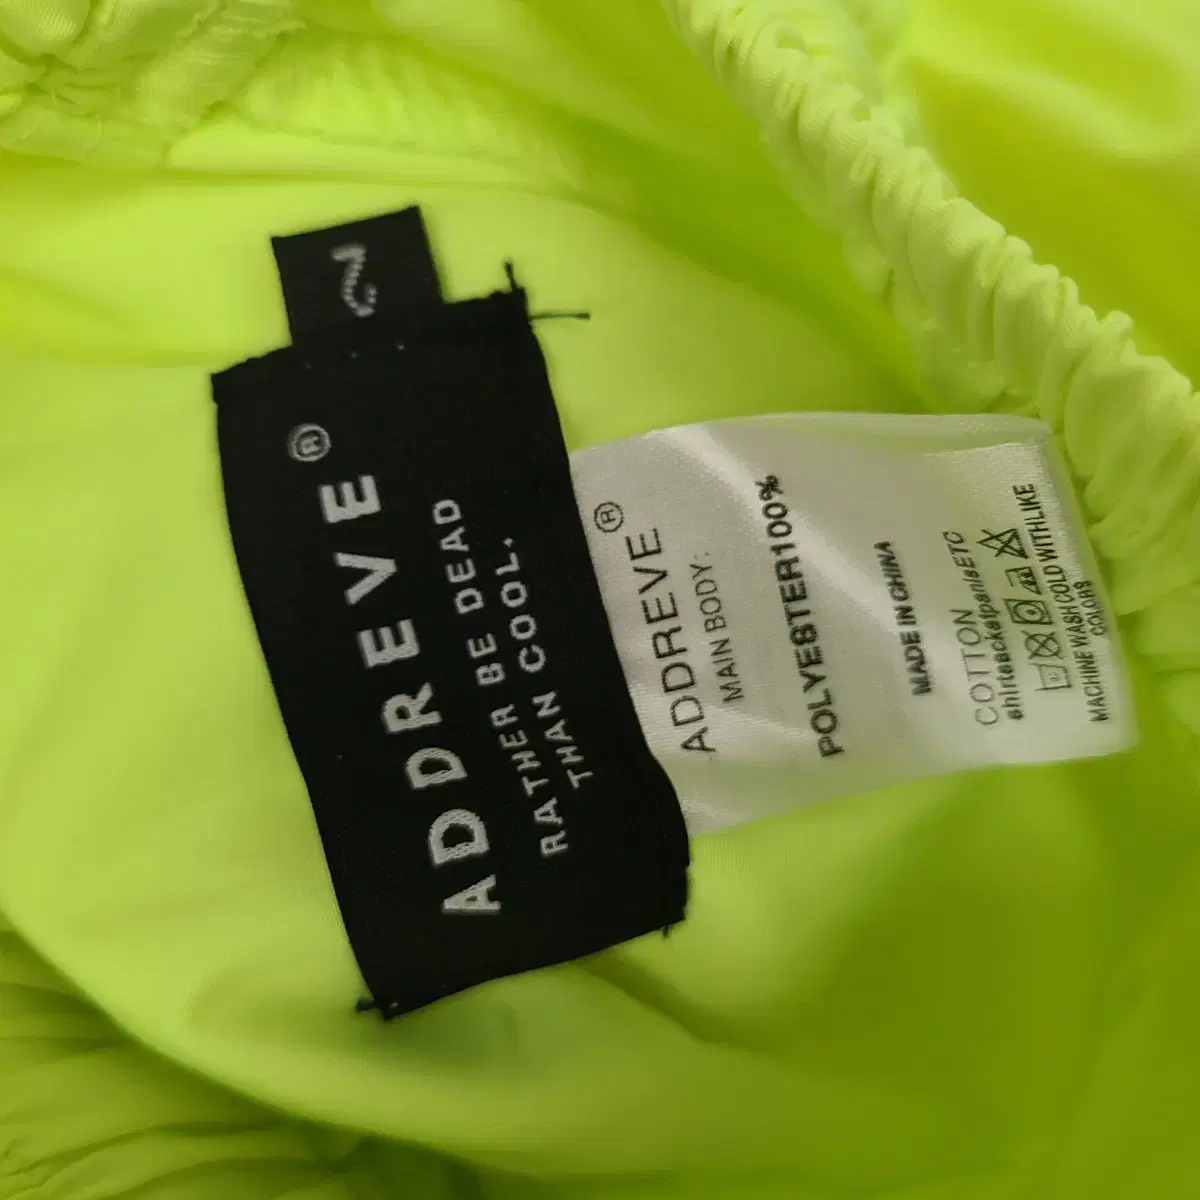 ADDREVE®
RATHER BE DEAD
THAN COOL.
ADDREVE®
MAIN BODY:
POLYESTER100%
MADE IN CHINA
COTTON
MACHINE WASH COLD WITHLIKE
COLORS